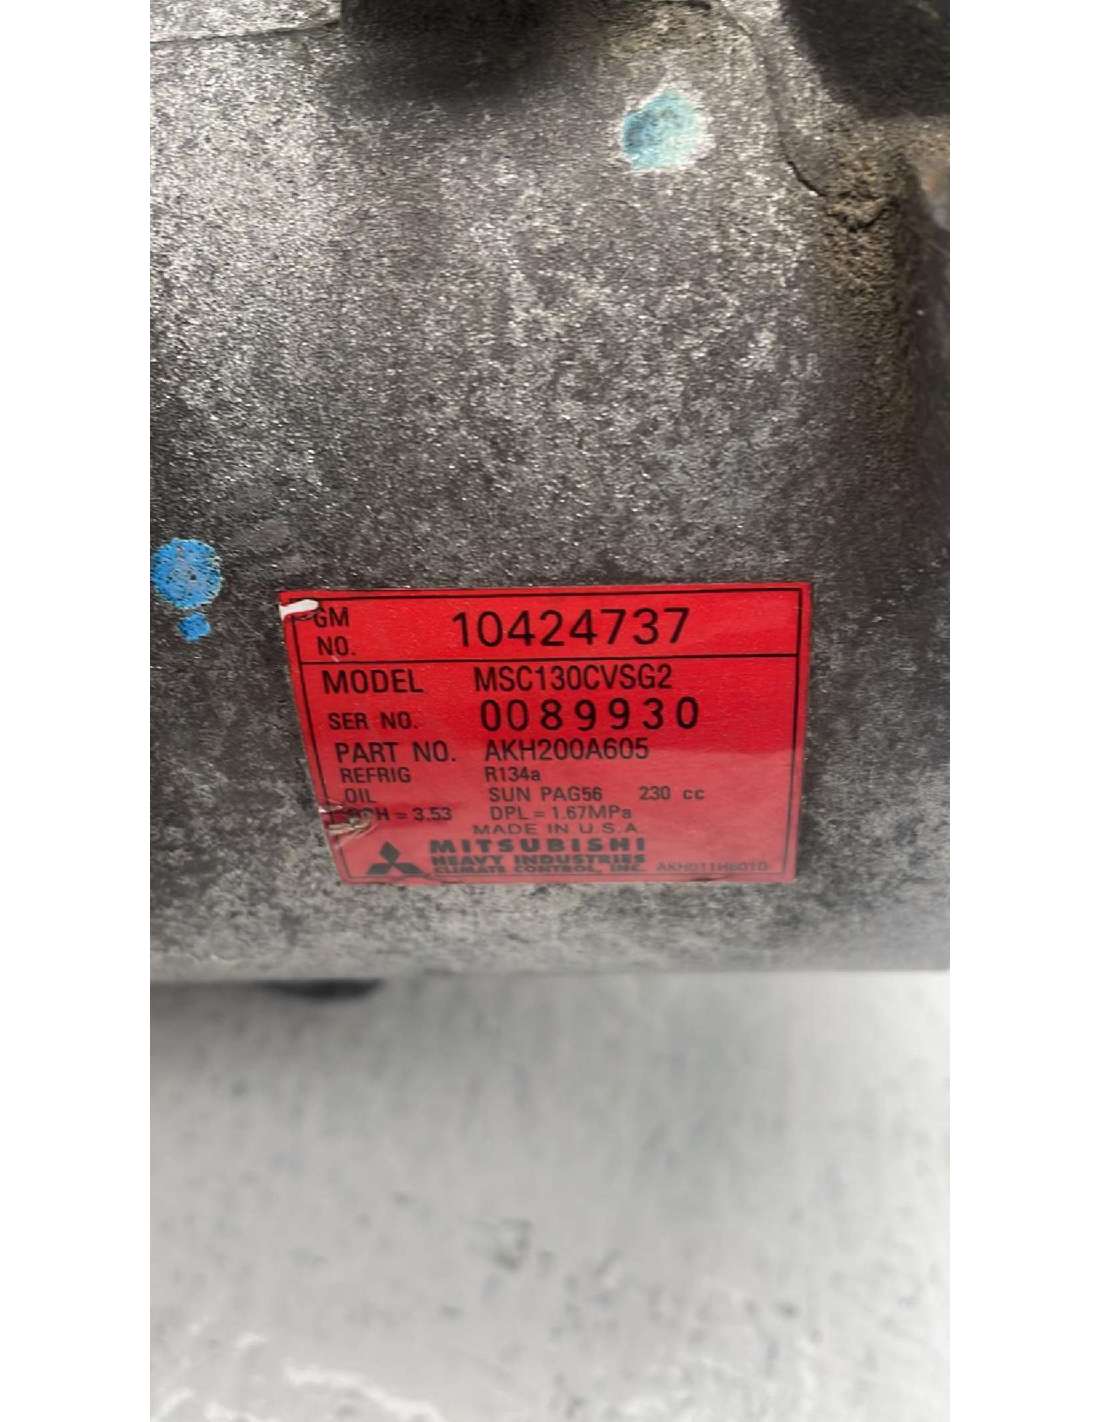 GM NO. 10424737
MODEL MSC130CVSG2
SER NO. 0089930
PART NO. AKH200A605
REFRIG R134a
OIL SUN PAG56 230 cc
= 3.53 DPL = 1.67MPa
MADE IN U.S.A.
MITSUBISHI
HEAVY INDUSTRIES
CLIMATE CONTROL, INC.